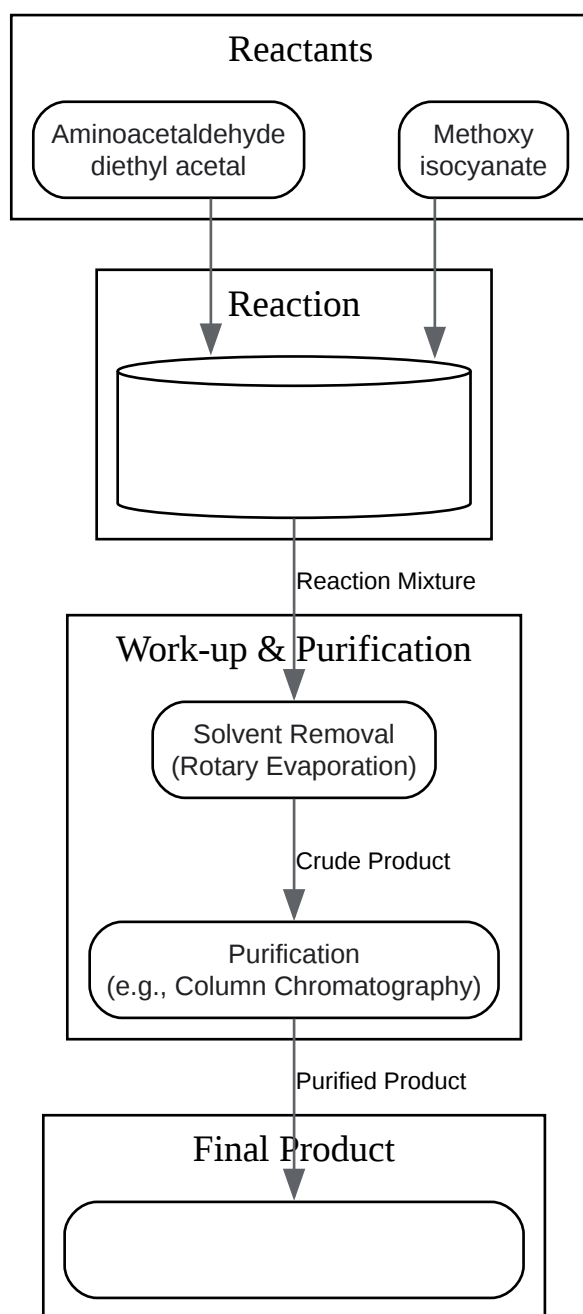 Reactants
Aminoacetaldehyde
diethyl acetal
Methoxy
isocyanate
Reaction
Reaction Mixture
Work-up & Purification
Solvent Removal
(Rotary Evaporation)
Crude Product
Purification
(e.g., Column Chromatography)
Purified Product
Final Product